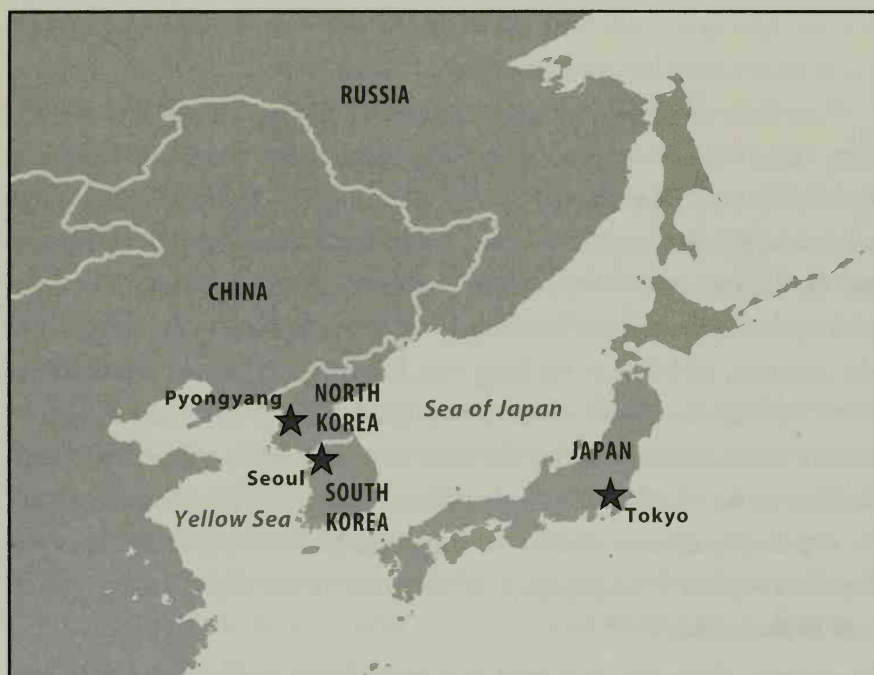 RUSSIA
CHINA
Pyongyang
NORTH
KOREA
Sea of Japan
JAPAN
Seoul
SOUTH
KOREA
Yellow Sea
Tokyo